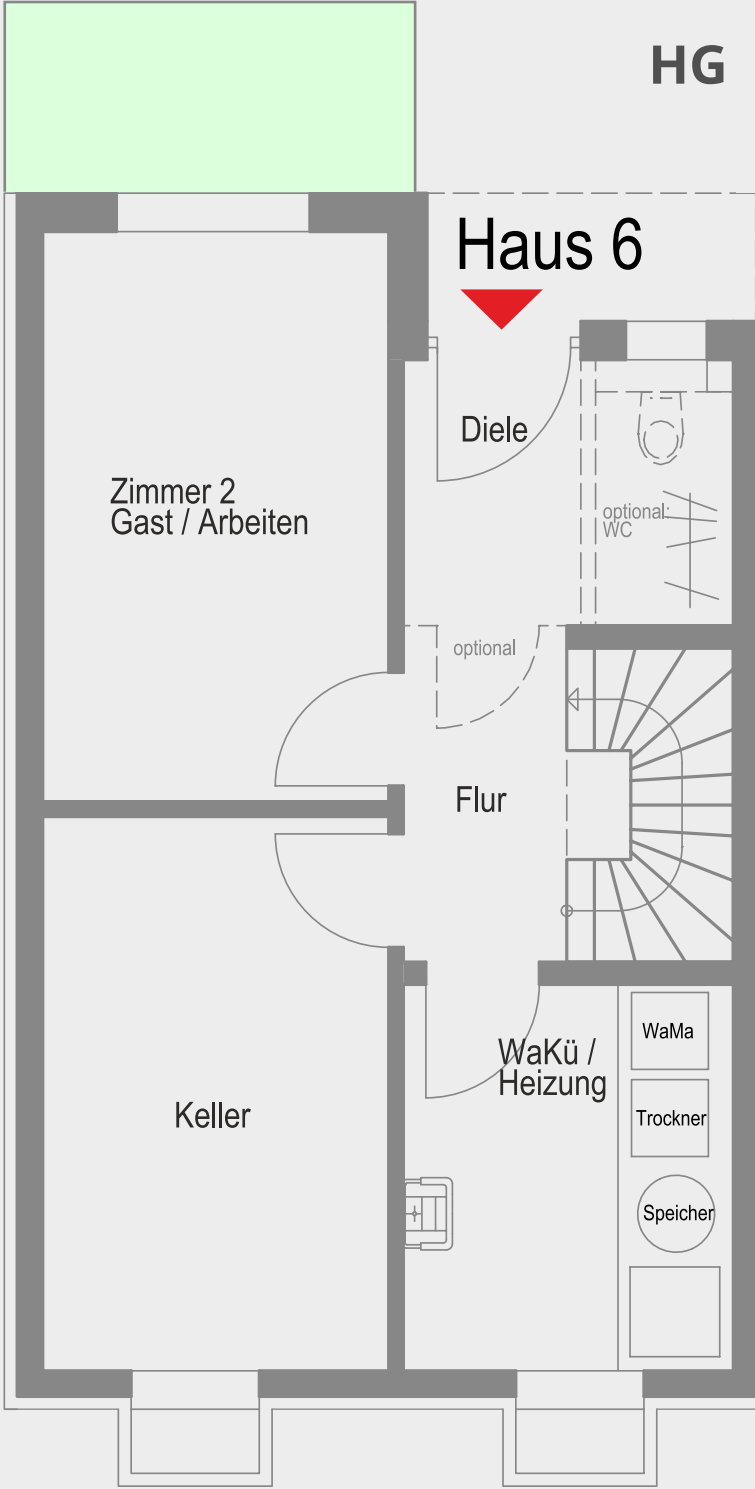 HG
Haus 6
Diele
Zimmer 2
Gast / Arbeiten
optional:
WC
optional
Flur
WaKü /
Heizung
WaMa
Trockner
Keller
Speicher